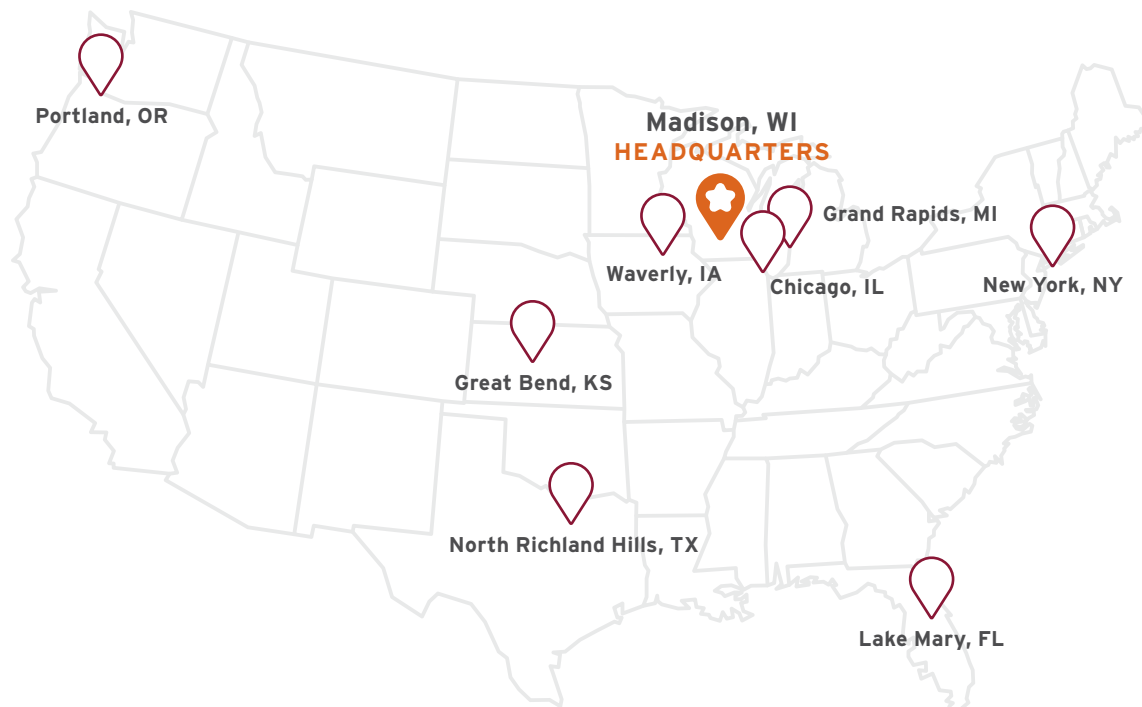 Portland, OR
Madison, WI
HEADQUARTERS
Grand Rapids, MI
Waverly, IA
Chicago, IL
New York, NY
Great Bend, KS
North Richland Hills, TX
Lake Mary, FL